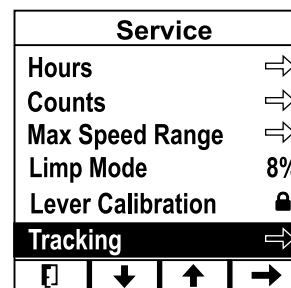 Service
Hours
Counts
Max Speed Range
Limp Mode 8%
Lever Calibration
Tracking